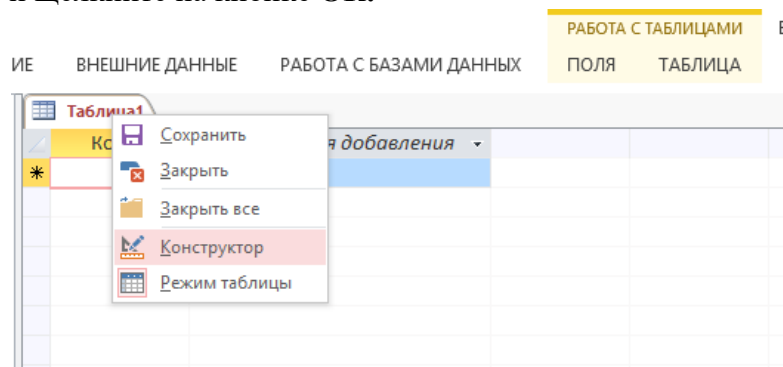 РАБОТА С ТАБЛИЦАМИ
ИЕ ВНЕШНИЕ ДАННЫЕ РАБОТА С БАЗАМИ ДАННЫХ ПОЛЯ ТАБЛИЦА
Таблица1
Ко я добавления
Сохранить
Закрыть
Закрыть все
Конструктор
Режим таблицы